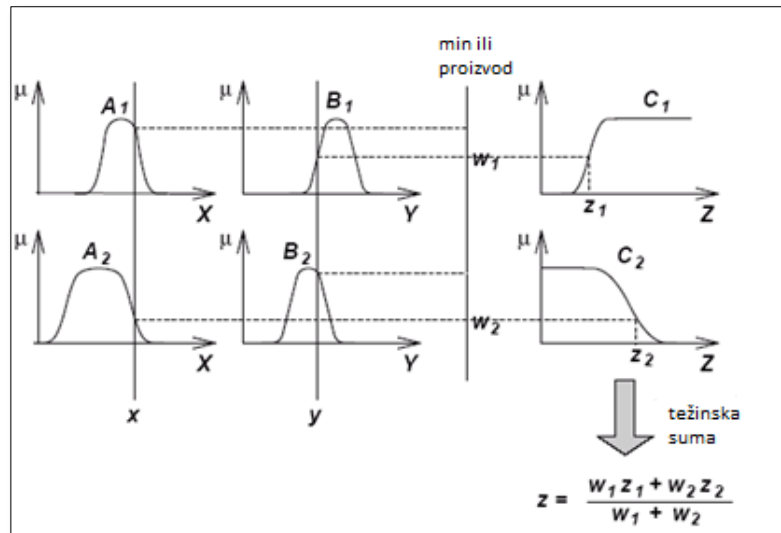 min ili
proizvod
μ A₁ μ B₁ μ C₁
w₁
X Y z₁ Z
μ A₂ μ B₂ μ C₂
w₂
X Y z₂ Z
x y
težinska
suma
z = w₁ z₁ + w₂ z₂
w₁ + w₂